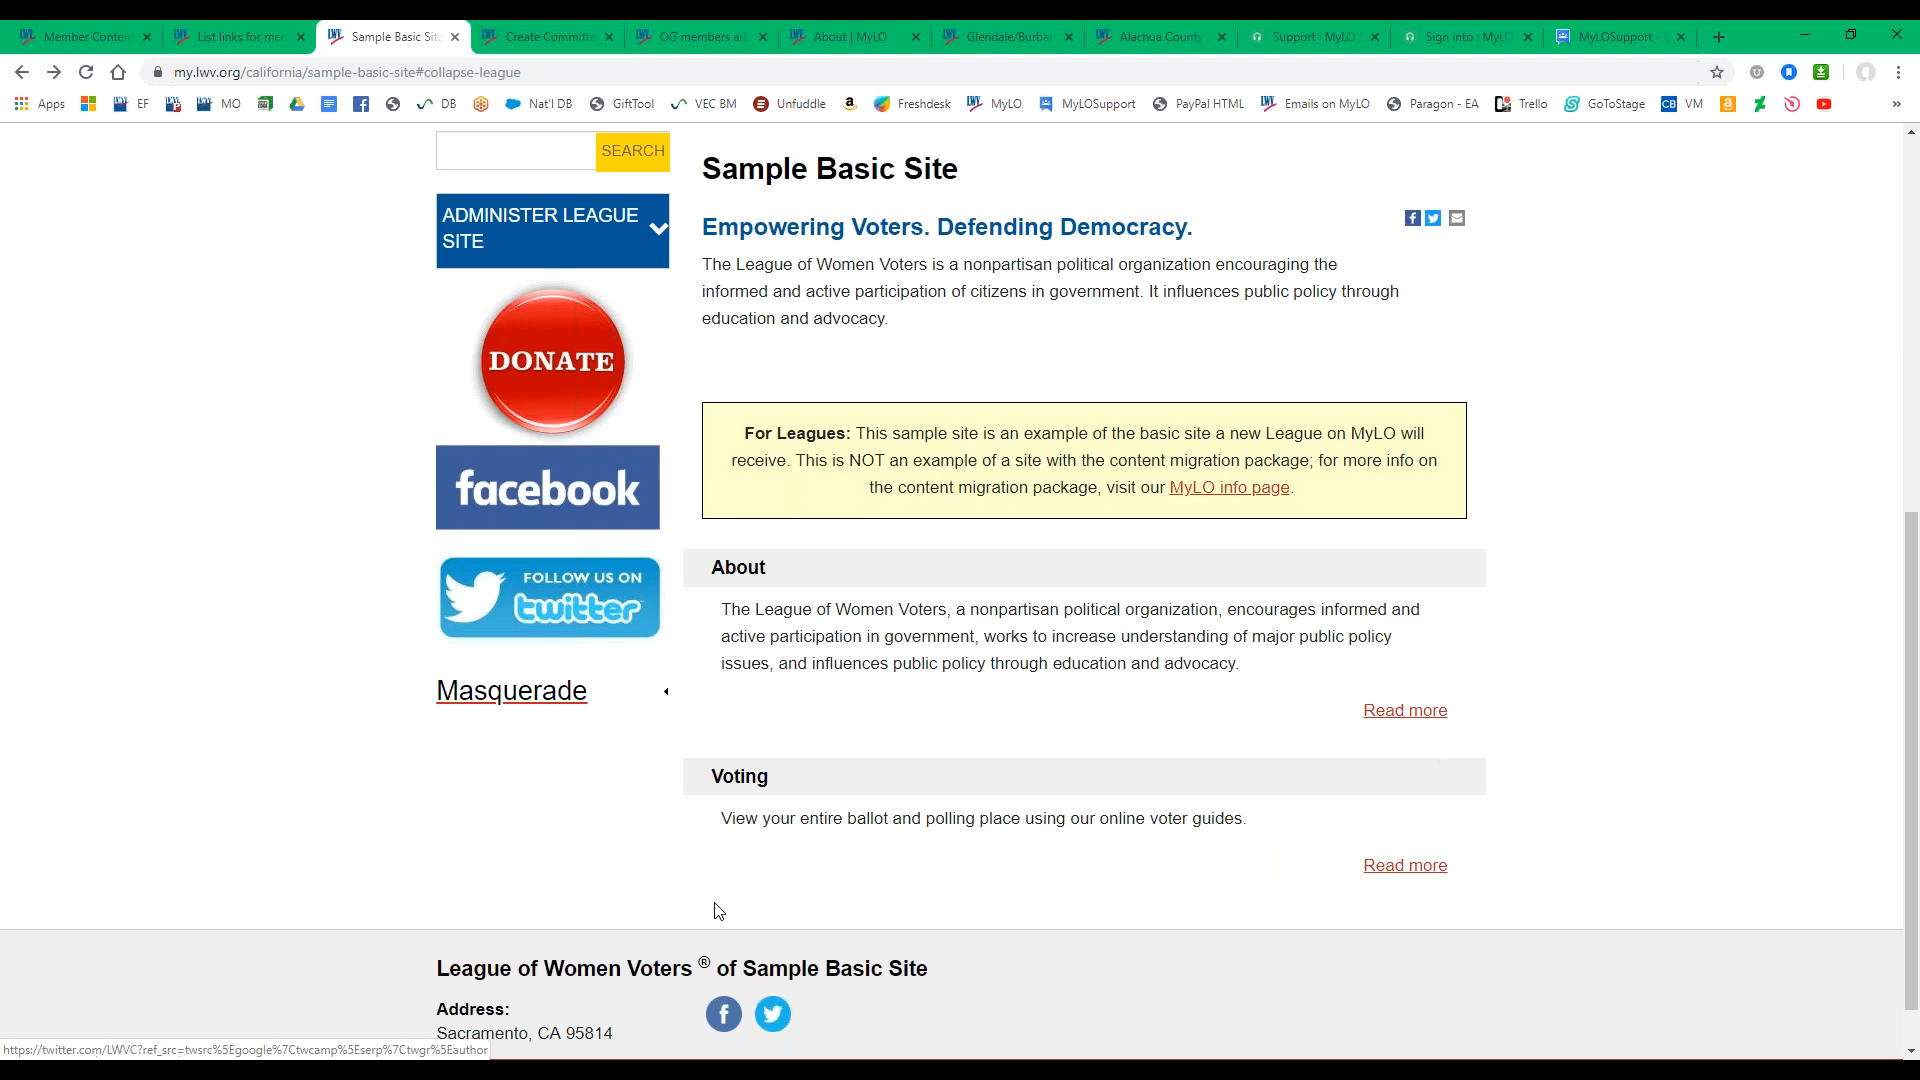 Member Conten
List links for me
Sample Basic Site
Create Committe
OG members ad
About | MyLO
Glendale/Burba
Alachua County
Support : MyLO S
Sign into : MyLO
MyLOSupport -
my.lwv.org/california/sample-basic-site#collapse-league
Apps
EF
MO
DB
Nat'l DB
GiftTool
VEC BM
Unfuddle
Freshdesk
MyLO
MyLOSupport
PayPal HTML
Emails on MyLO
Paragon - EA
Trello
GoToStage
CB VM
SEARCH
ADMINISTER LEAGUE
SITE
DONATE
facebook
FOLLOW US ON
twitter
Masquerade
Sample Basic Site
Empowering Voters. Defending Democracy.
The League of Women Voters is a nonpartisan political organization encouraging the
informed and active participation of citizens in government. It influences public policy through
education and advocacy.
For Leagues: This sample site is an example of the basic site a new League on MyLO will
receive. This is NOT an example of a site with the content migration package; for more info on
the content migration package, visit our MyLO info page.
About
The League of Women Voters, a nonpartisan political organization, encourages informed and
active participation in government, works to increase understanding of major public policy
issues, and influences public policy through education and advocacy.
Read more
Voting
View your entire ballot and polling place using our online voter guides.
Read more
League of Women Voters ® of Sample Basic Site
Address:
Sacramento, CA 95814
https://twitter.com/LWVC?ref_src=twsrc%5Egoogle%7Ctwcamp%5Eserp%7Ctwgr%5Eauthor